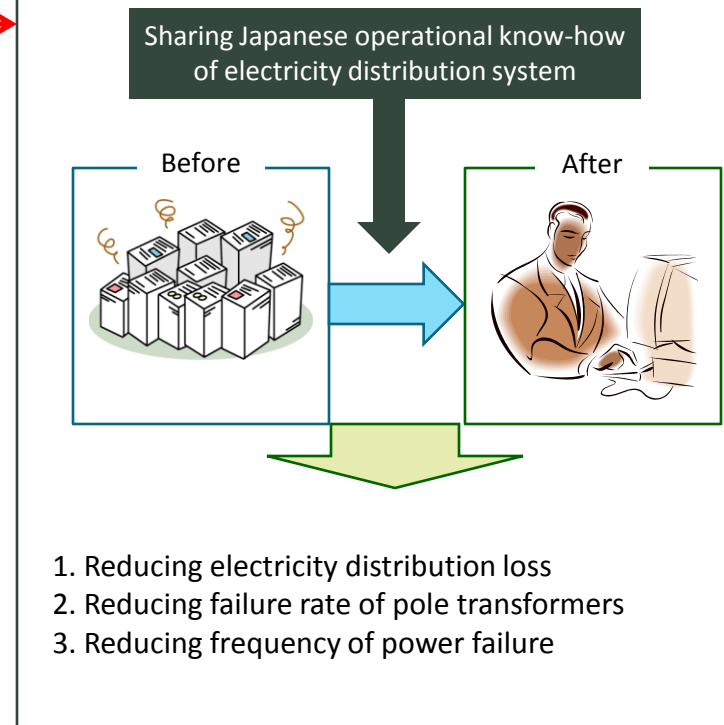 Sharing Japanese operational know-how
of electricity distribution system
Before
After
1. Reducing electricity distribution loss
2. Reducing failure rate of pole transformers
3. Reducing frequency of power failure